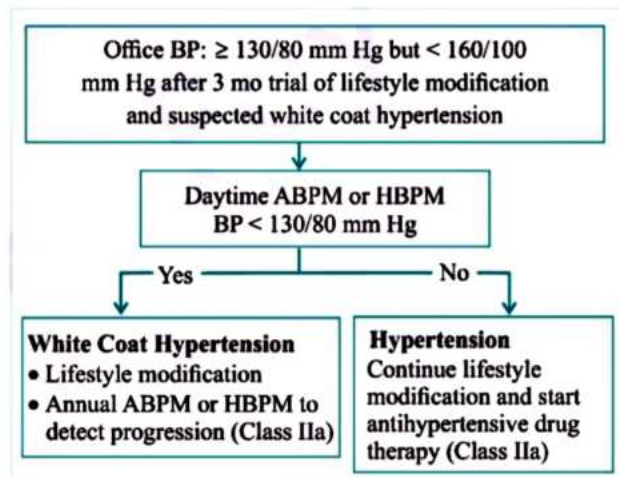 Office BP: ≥ 130/80 mm Hg but < 160/100
mm Hg after 3 mo trial of lifestyle modification
and suspected white coat hypertension
Daytime ABPM or HBPM
BP < 130/80 mm Hg
Yes
No
White Coat Hypertension
• Lifestyle modification
• Annual ABPM or HBPM to
detect progression (Class IIa)
Hypertension
Continue lifestyle
modification and start
antihypertensive drug
therapy (Class IIa)